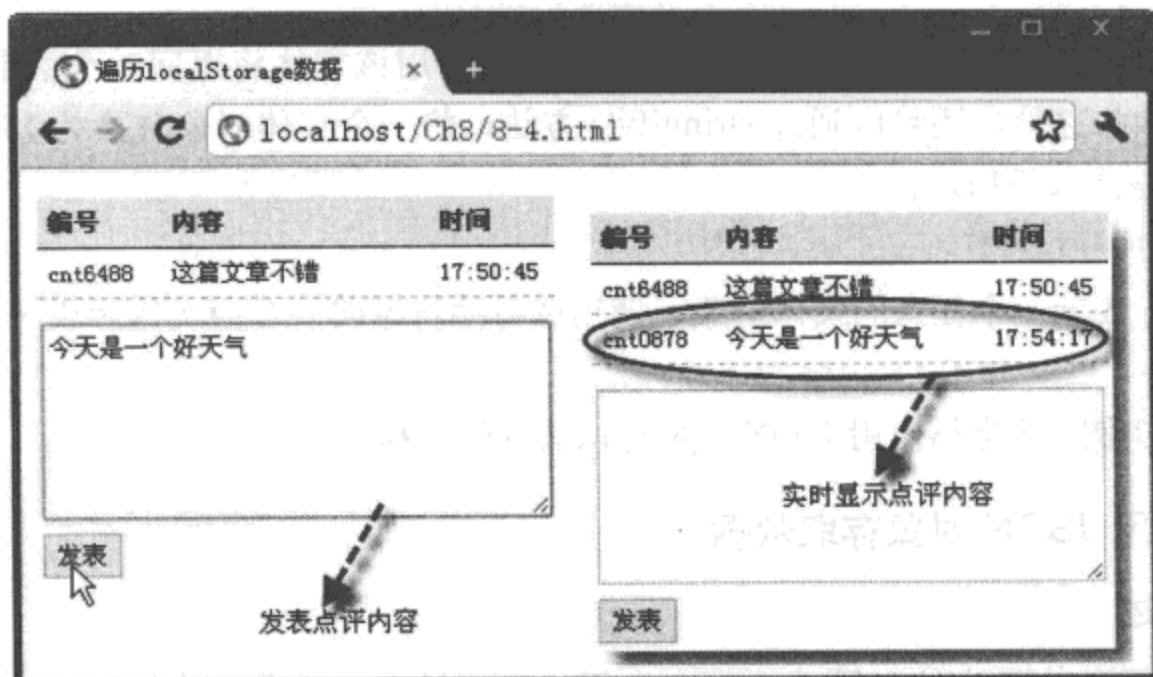 遍历localStorage数据
localhost/Ch8/8-4.html
编号 内容 时间
cnt6488 这篇文章不错 17:50:45
今天是一个好天气
发表
发表点评内容
编号 内容 时间
cnt6488 这篇文章不错 17:50:45
cnt0878 今天是一个好天气 17:54:17
实时显示点评内容
发表